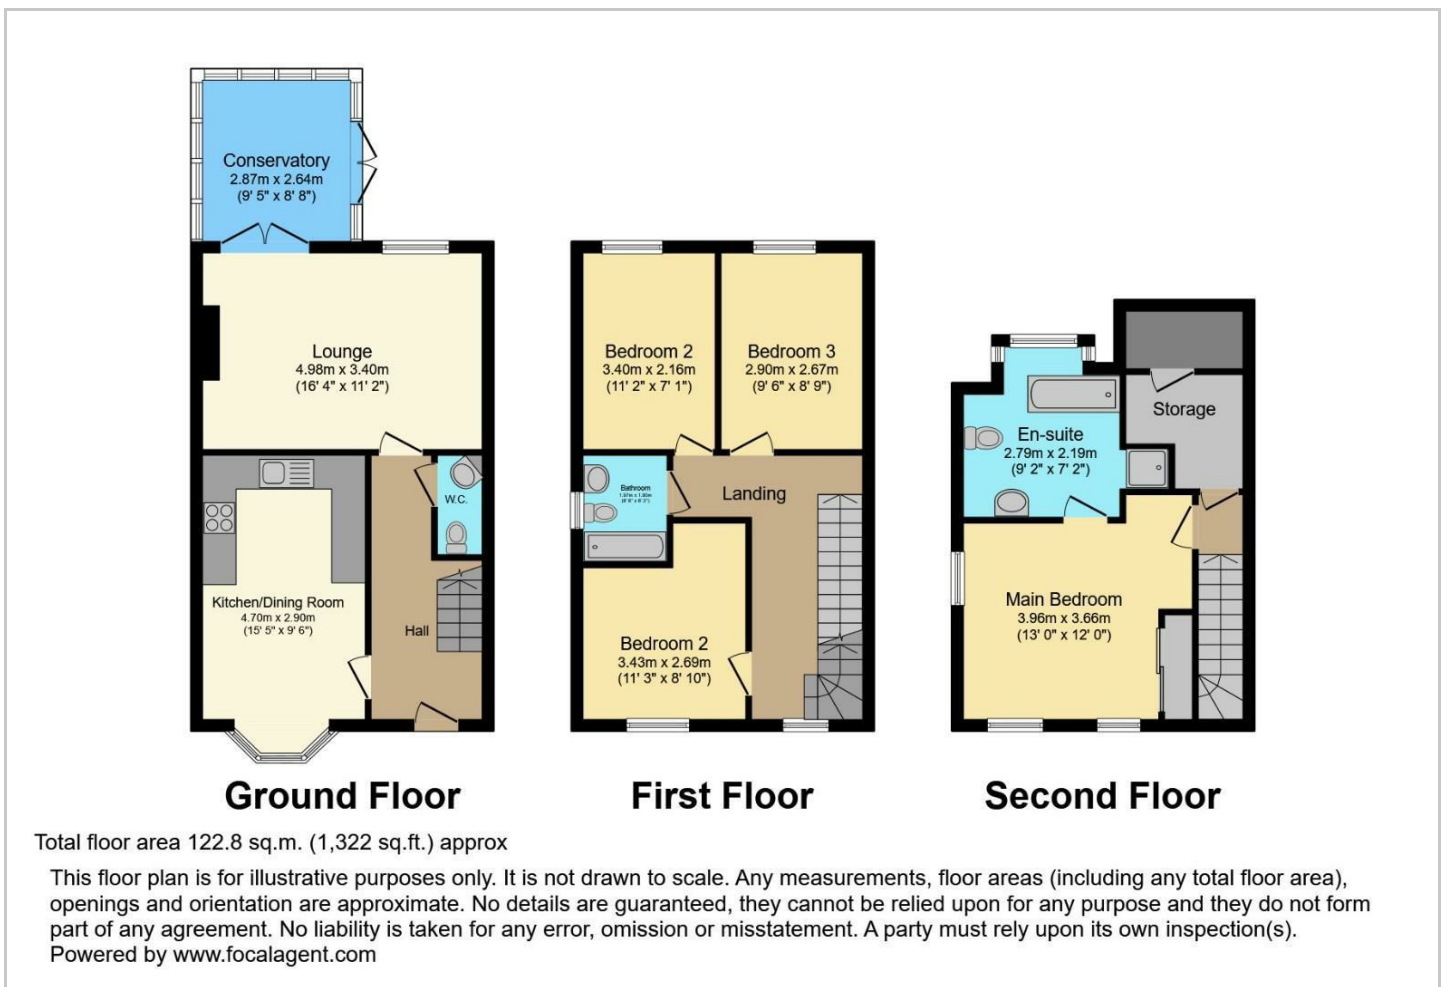 Conservatory
2.87m x 2.64m
(9' 5" x 8' 8")
Lounge
4.98m x 3.40m
(16' 4" x 11' 2")
W.C.
Kitchen/Dining Room
4.70m x 2.90m
(15' 5" x 9' 6")
Hall
Ground Floor
Bedroom 2
3.40m x 2.16m
(11' 2" x 7' 1")
Bedroom 3
2.90m x 2.67m
(9' 6" x 8' 9")
Bathroom
Landing
Bedroom 2
3.43m x 2.69m
(11' 3" x 8' 10")
First Floor
Storage
En-suite
2.79m x 2.19m
(9' 2" x 7' 2")
Main Bedroom
3.96m x 3.66m
(13' 0" x 12' 0")
Second Floor
Total floor area 122.8 sq.m. (1,322 sq.ft.) approx
This floor plan is for illustrative purposes only. It is not drawn to scale. Any measurements, floor areas (including any total floor area),
openings and orientation are approximate. No details are guaranteed, they cannot be relied upon for any purpose and they do not form
part of any agreement. No liability is taken for any error, omission or misstatement. A party must rely upon its own inspection(s).
Powered by www.focalagent.com